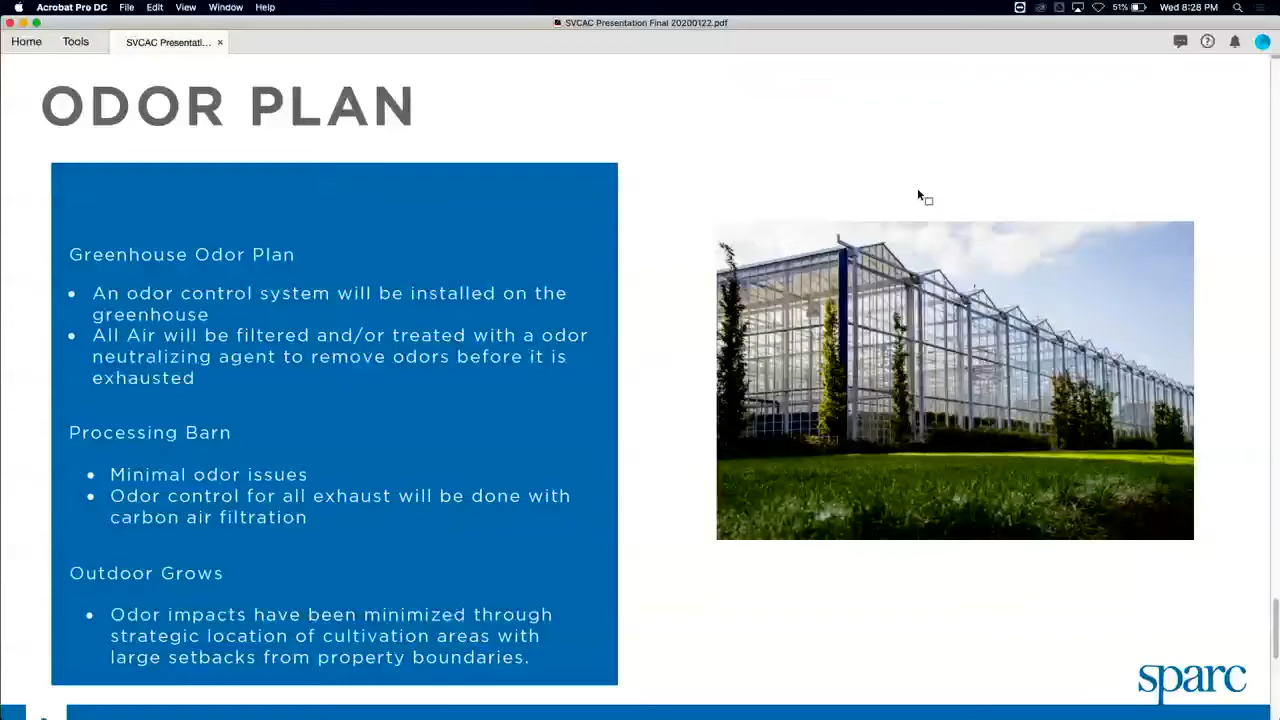 Acrobat Pro DC File Edit View Window Help 51% Wed 8:28 PM
SVCAC Presentation Final 20200122.pdf
Home Tools SVCAC Presentati... ×
ODOR PLAN
Greenhouse Odor Plan
• An odor control system will be installed on the
greenhouse
• All Air will be filtered and/or treated with a odor
neutralizing agent to remove odors before it is
exhausted
Processing Barn
• Minimal odor issues
• Odor control for all exhaust will be done with
carbon air filtration
Outdoor Grows
• Odor impacts have been minimized through
strategic location of cultivation areas with
large setbacks from property boundaries.
sparc